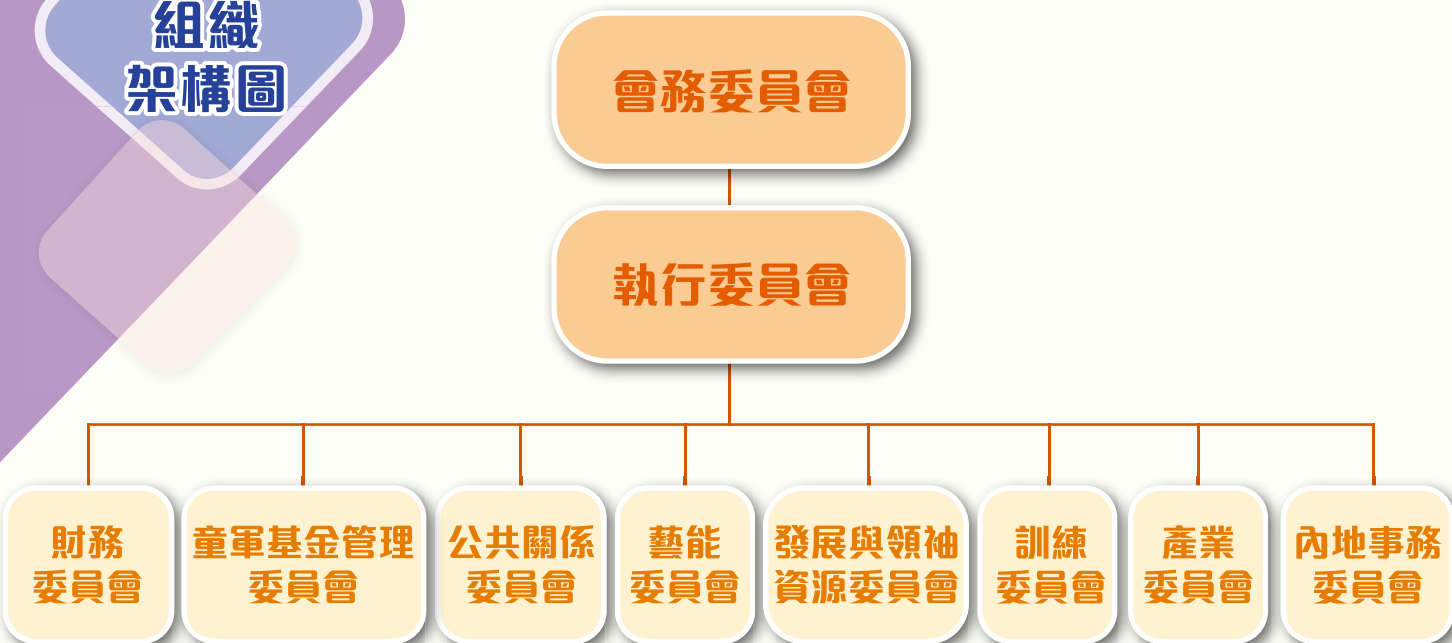 組織
架構圖
會務委員會
執行委員會
財務
委員會
童軍基金管理
委員會
公共關係
委員會
藝能
委員會
發展與領袖
資源委員會
訓練
委員會
產業
委員會
內地事務
委員會